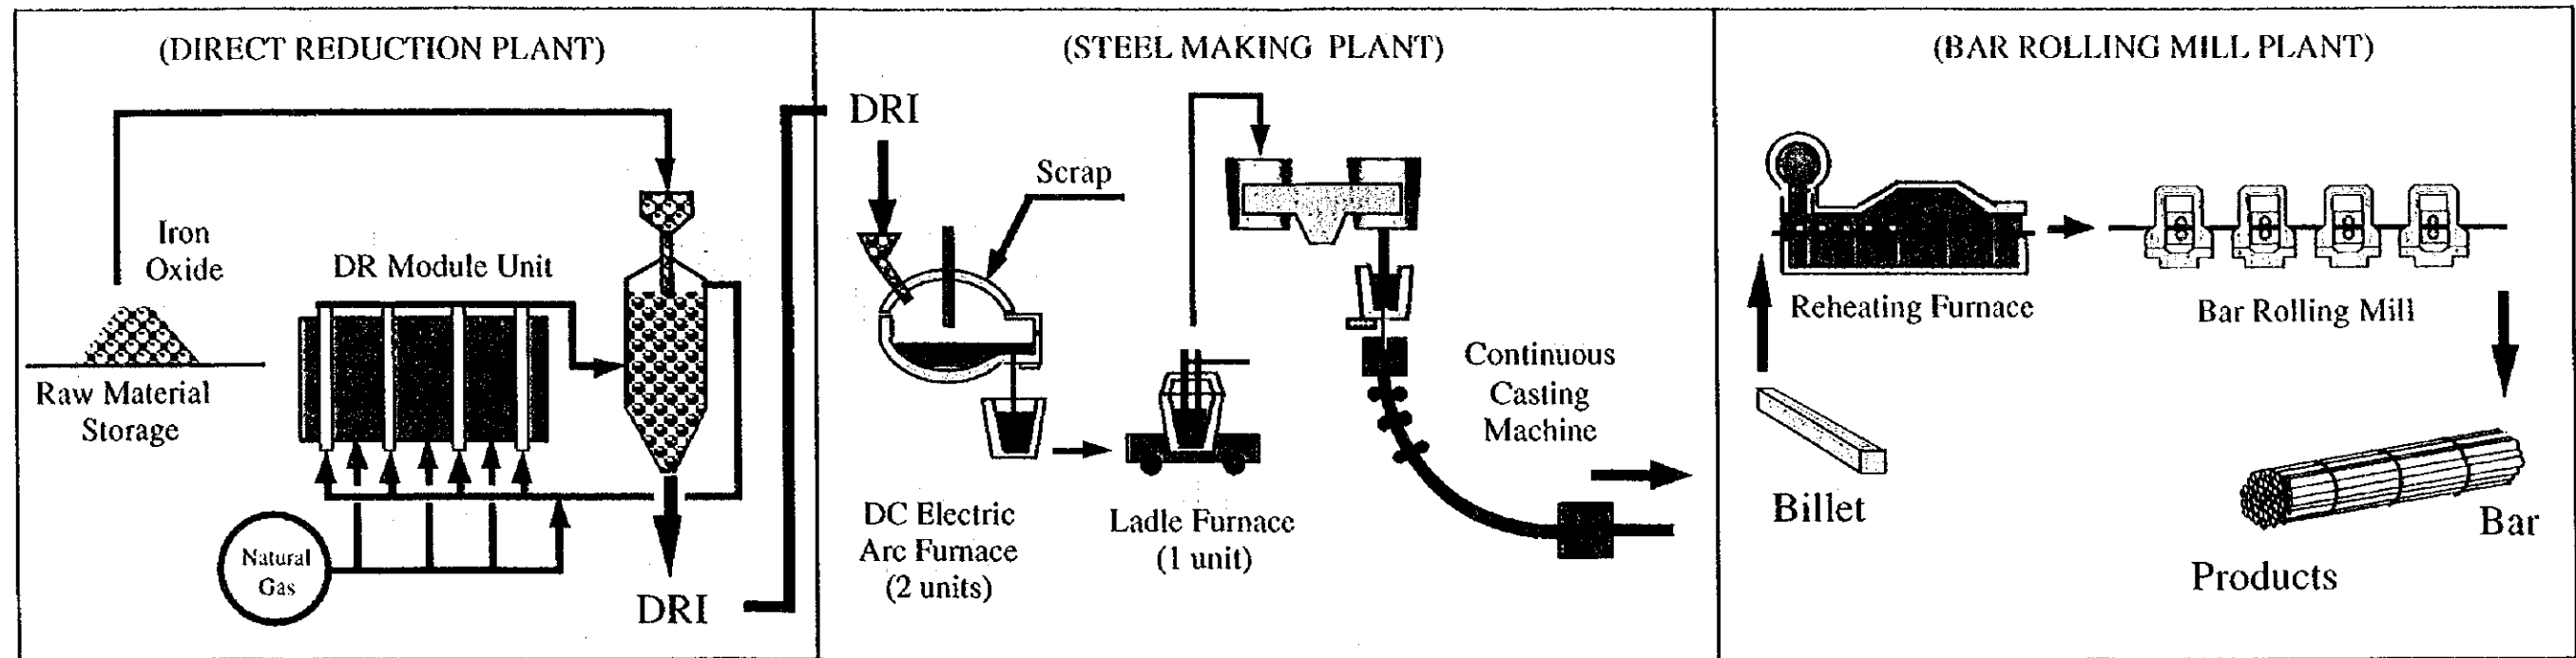 (DIRECT REDUCTION PLANT)
Iron
Oxide
DR Module Unit
Raw Material
Storage
Natural
Gas
DRI
(STEEL MAKING PLANT)
DRI
Scrap
Continuous
Casting
Machine
DC Electric
Arc Furnace
(2 units)
Ladle Furnace
(1 unit)
(BAR ROLLING MILL PLANT)
Reheating Furnace
Bar Rolling Mill
Billet
Bar
Products